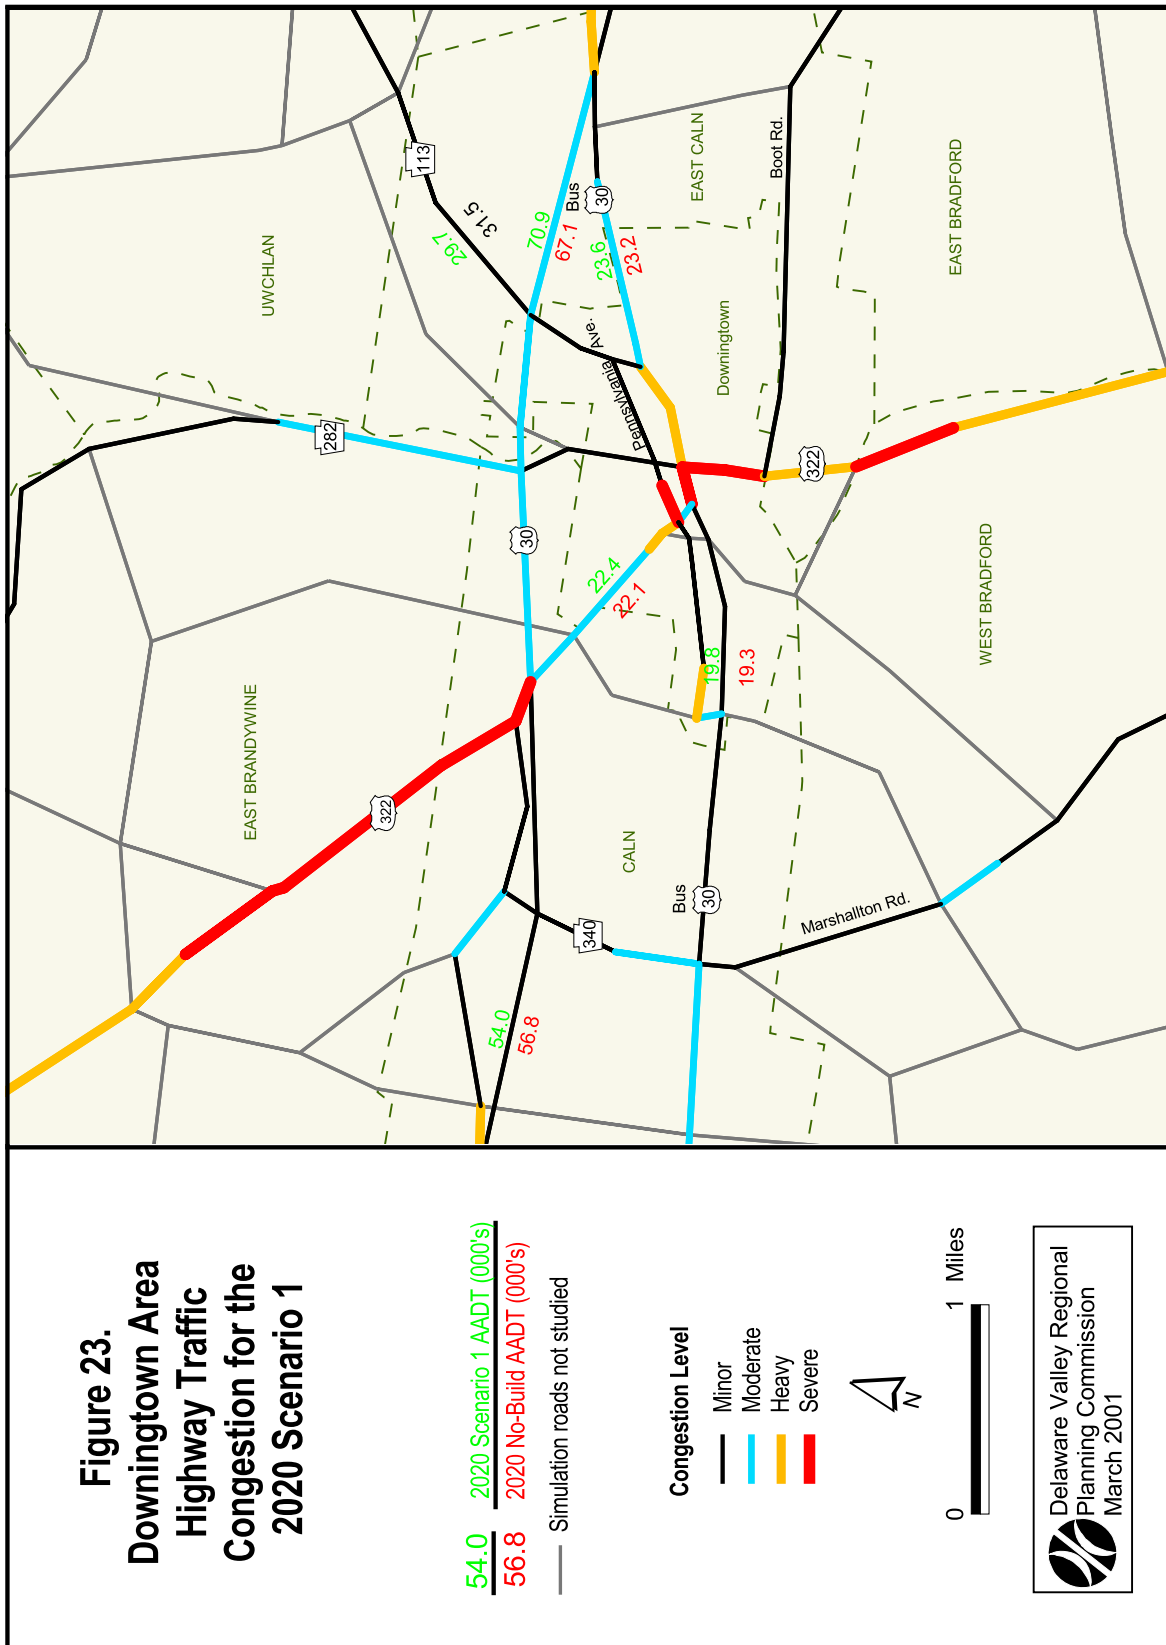 Figure 23.
Downingtown Area
Highway Traffic
Congestion for the
2020 Scenario 1
54.0 2020 Scenario 1 AADT (000's)
56.8 2020 No-Build AADT (000's)
Simulation roads not studied
Congestion Level
Minor
Moderate
Heavy
Severe
N
0 1 Miles
Delaware Valley Regional
Planning Commission
March 2001
EAST BRANDYWINE
UWCHLAN
322
282
113
29.7
31.5
30
70.9
67.1
Bus
30
23.6
23.2
Pennsylvania Ave.
54.0
56.8
340
22.4
22.1
19.8
19.3
CALN
Bus
30
Downingtown
EAST CALN
Boot Rd.
322
Marshallton Rd.
WEST BRADFORD
EAST BRADFORD